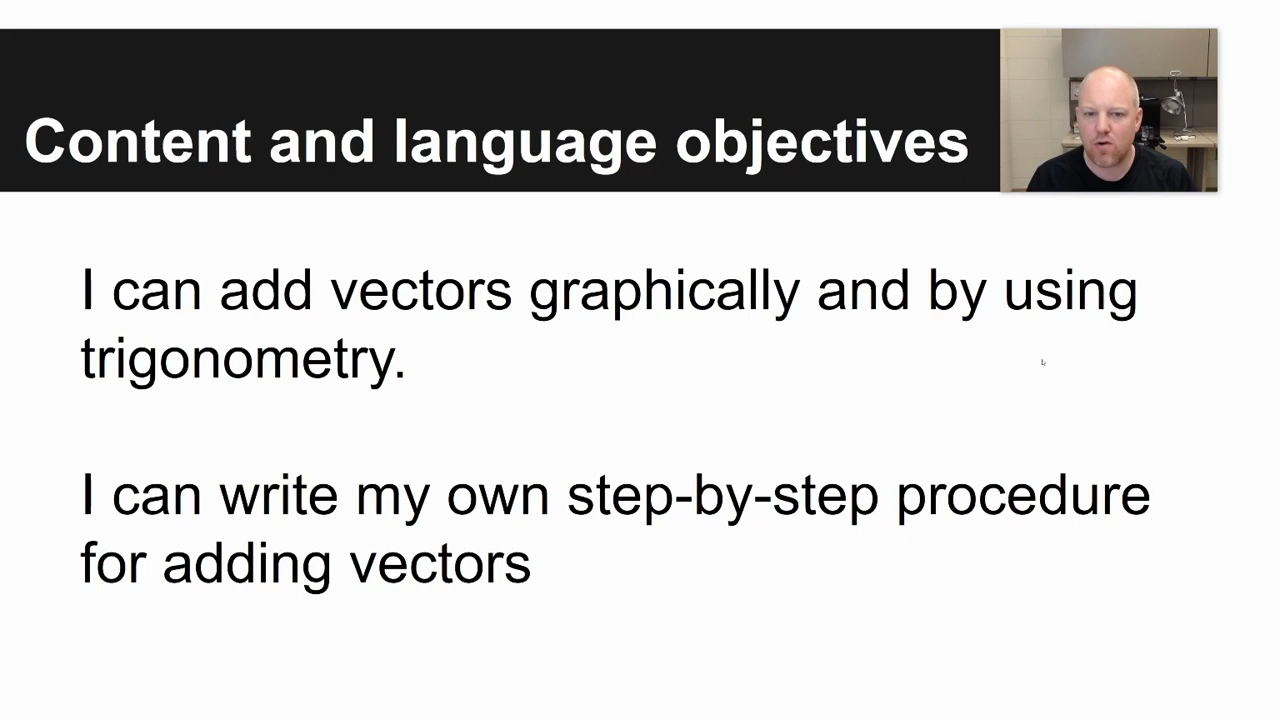 Content and language objectives
I can add vectors graphically and by using
trigonometry.
I can write my own step-by-step procedure
for adding vectors